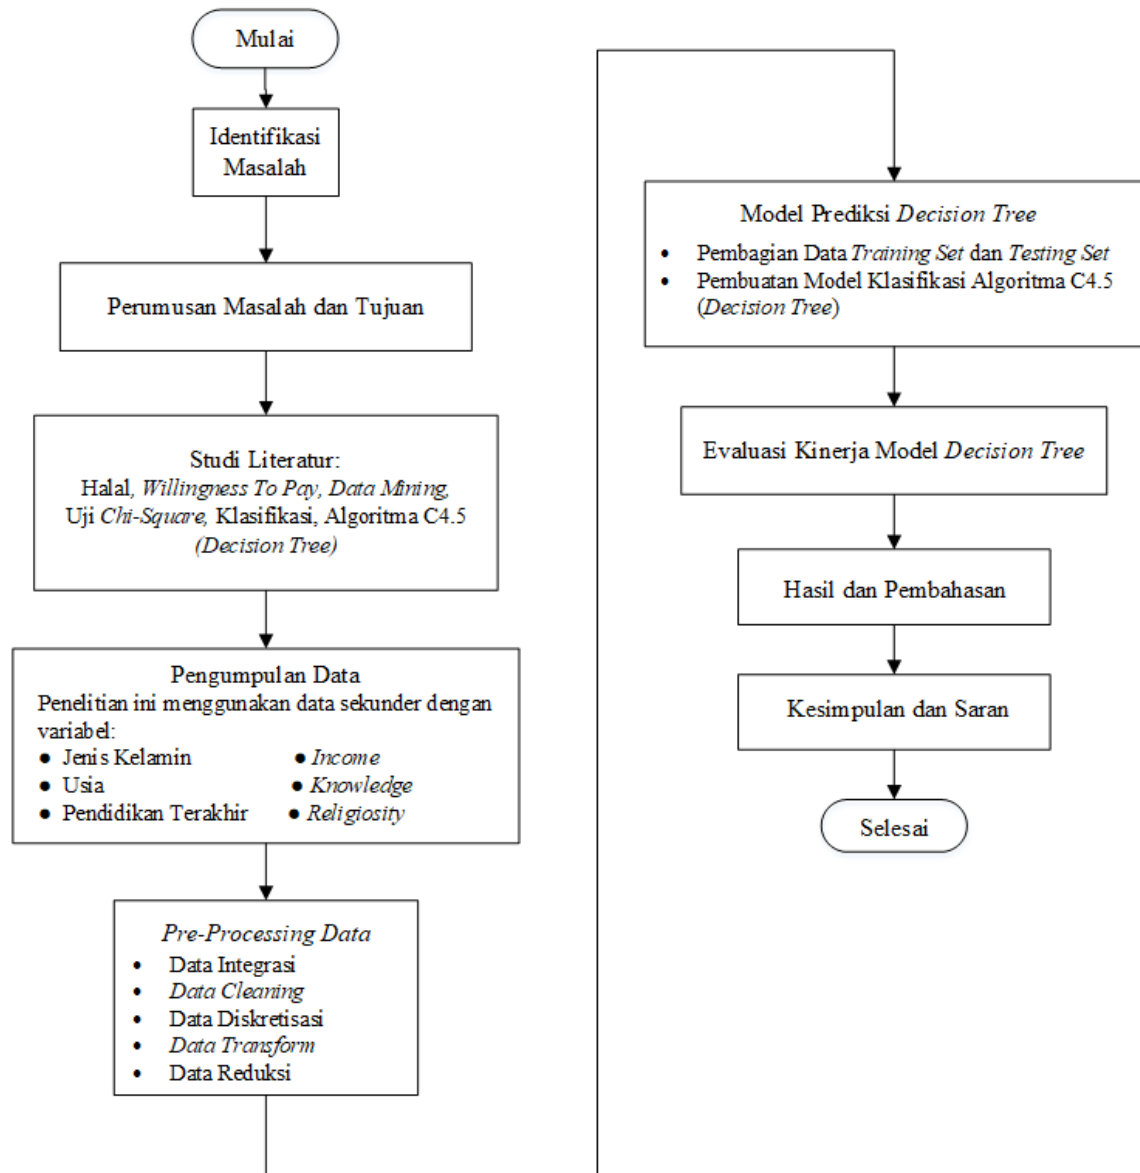 Mulai
Identifikasi
Masalah
Perumusan Masalah dan Tujuan
Studi Literatur:
Halal, Willingness To Pay, Data Mining,
Uji Chi-Square, Klasifikasi, Algoritma C4.5
(Decision Tree)
Pengumpulan Data
Penelitian ini menggunakan data sekunder dengan
variabel:
● Jenis Kelamin ● Income
● Usia ● Knowledge
● Pendidikan Terakhir ● Religiosity
Pre-Processing Data
• Data Integrasi
• Data Cleaning
• Data Diskretisasi
• Data Transform
• Data Reduksi
Model Prediksi Decision Tree
• Pembagian Data Training Set dan Testing Set
• Pembuatan Model Klasifikasi Algoritma C4.5
(Decision Tree)
Evaluasi Kinerja Model Decision Tree
Hasil dan Pembahasan
Kesimpulan dan Saran
Selesai